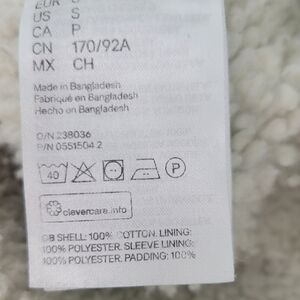 EUR S
US S
CA P
CN 170/92A
MX CH
Made in Bangladesh
Fabriqué en Bangladesh
Hecho en Bangladesh
O/N 238036
P/N 0551504.2
40 P
clevercare.info
GB SHELL: 100% COTTON. LINING:
100% POLYESTER. SLEEVE LINING:
100% POLYESTER. PADDING: 100%